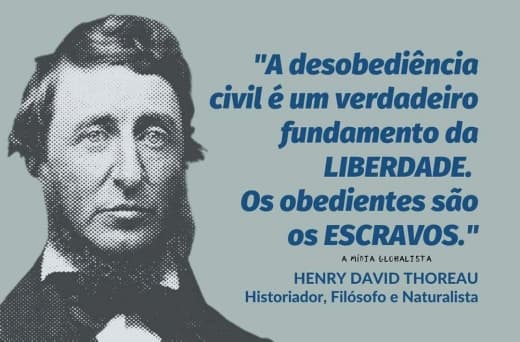 "A desobediência
civil é um verdadeiro
fundamento da
LIBERDADE.
Os obedientes são
os ESCRAVOS."
A MÍDIA GLOBALISTA
HENRY DAVID THOREAU
Historiador, Filósofo e Naturalista